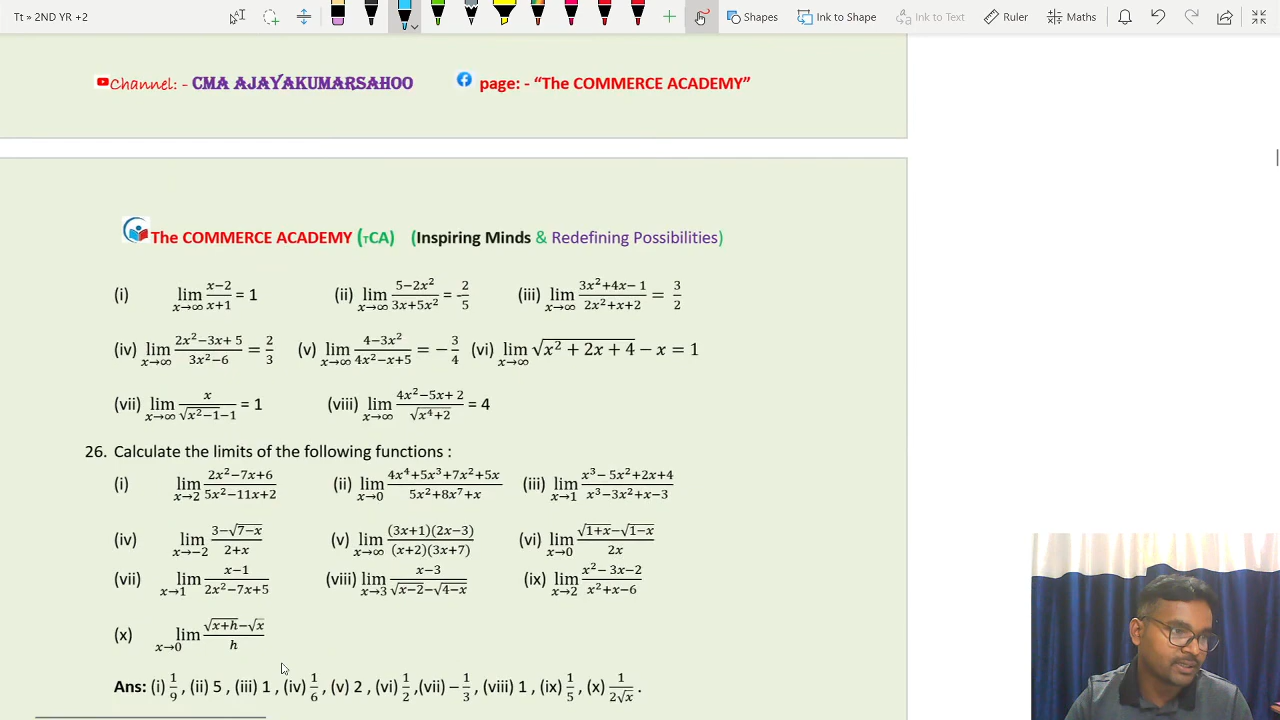 Tt » 2ND YR +2
Shapes Ink to Shape Ink to Text Ruler Maths
Channel: - CMA AJAYAKUMARSAHOO page: - “The COMMERCE ACADEMY”
The COMMERCE ACADEMY (TCA) (Inspiring Minds & Redefining Possibilities)
(i) lim x→∞ (x−2)/(x+1) = 1 (ii) lim x→∞ (5−2x²)/(3x+5x²) = -2/5 (iii) lim x→∞ (3x²+4x−1)/(2x²+x+2) = 3/2
(iv) lim x→∞ (2x²−3x+5)/(3x²−6) = 2/3 (v) lim x→∞ (4−3x²)/(4x²−x+5) = −3/4 (vi) lim x→∞ √(x²+2x+4) − x = 1
(vii) lim x→∞ x/(√(x²−1)−1) = 1 (viii) lim x→∞ (4x²−5x+2)/√(x⁴+2) = 4
26. Calculate the limits of the following functions :
(i) lim x→2 (2x²−7x+6)/(5x²−11x+2) (ii) lim x→0 (4x⁴+5x³+7x²+5x)/(5x²+8x⁷+x) (iii) lim x→1 (x³−5x²+2x+4)/(x³−3x²+x−3)
(iv) lim x→−2 (3−√(7−x))/(2+x) (v) lim x→∞ ((3x+1)(2x−3))/((x+2)(3x+7)) (vi) lim x→0 (√(1+x)−√(1−x))/2x
(vii) lim x→1 (x−1)/(2x²−7x+5) (viii) lim x→3 (x−3)/(√(x−2)−√(4−x)) (ix) lim x→2 (x²−3x−2)/(x²+x−6)
(x) lim x→0 (√(x+h)−√x)/h
Ans: (i) 1/9 , (ii) 5 , (iii) 1 , (iv) 1/6 , (v) 2 , (vi) 1/2 ,(vii) −1/3 , (viii) 1 , (ix) 1/5 , (x) 1/(2√x) .